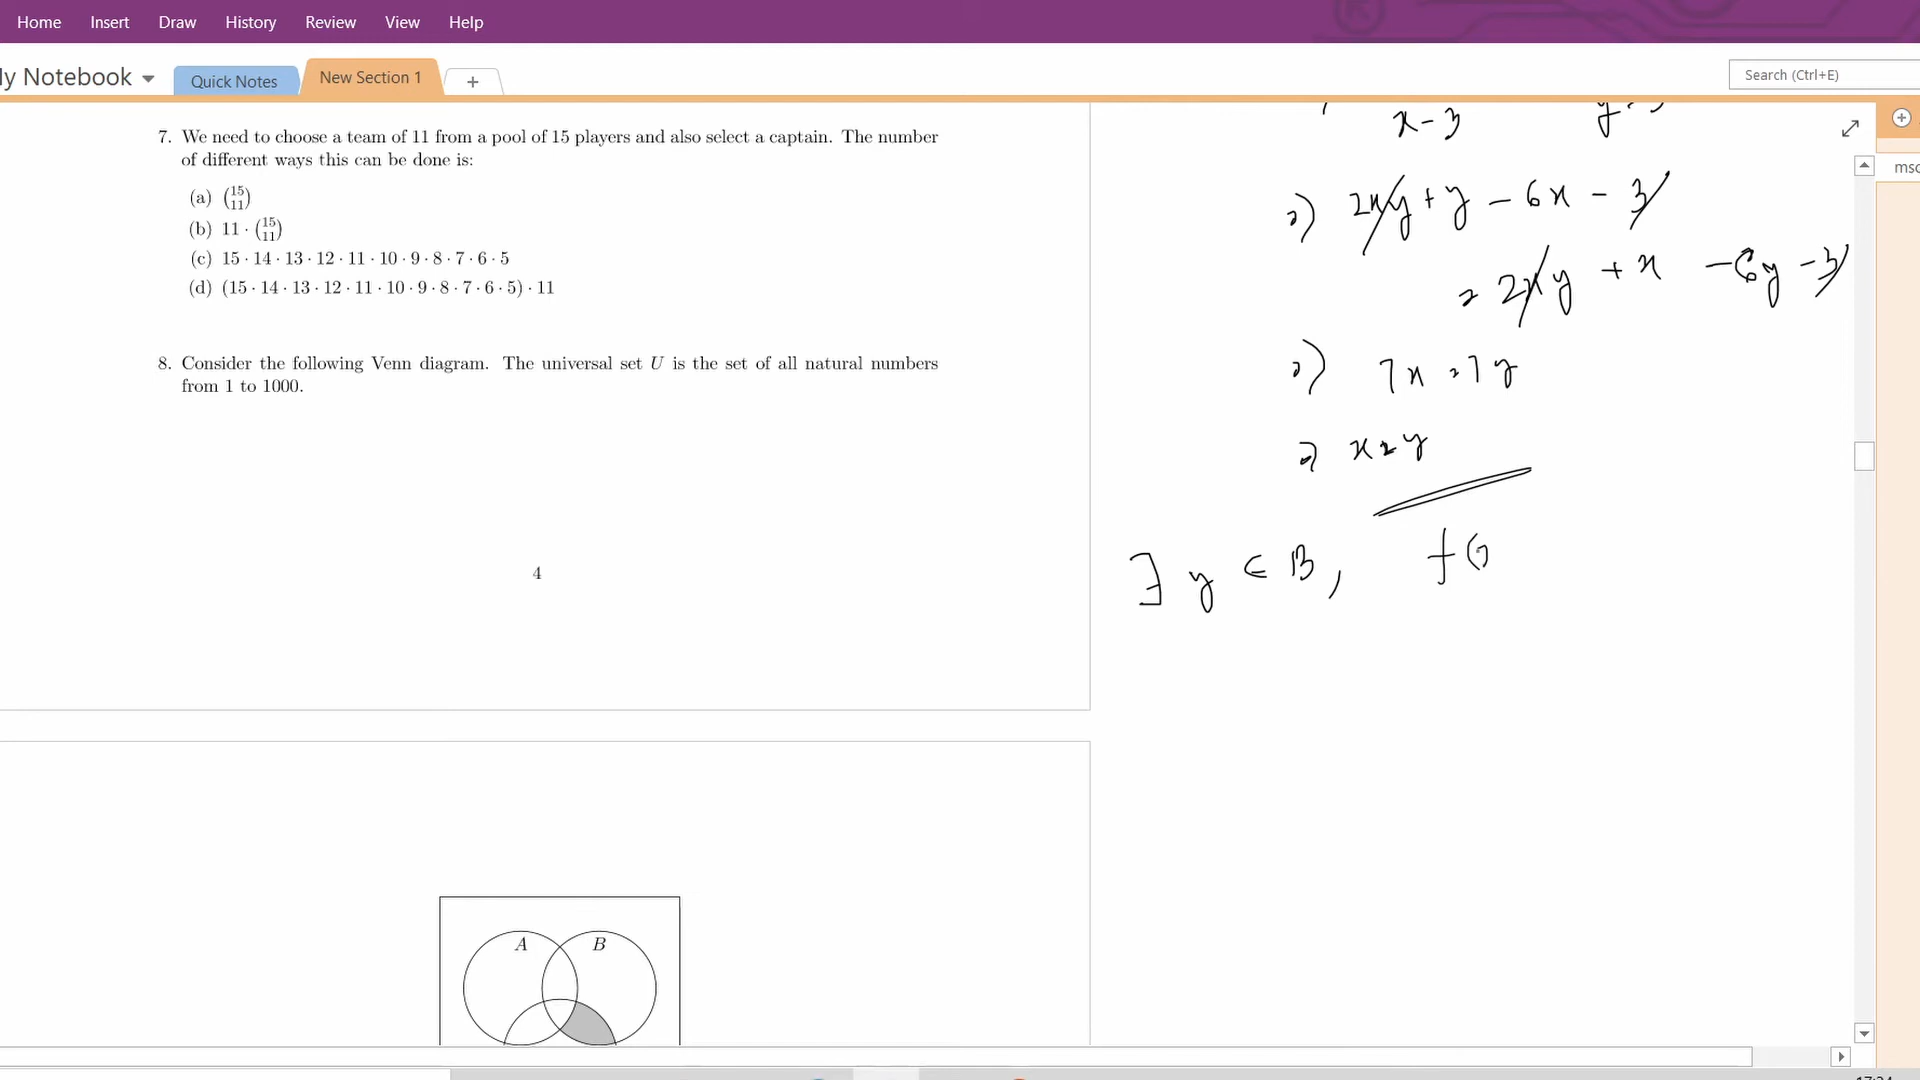 Home Insert Draw History Review View Help
y Notebook Quick Notes New Section 1 +
Search (Ctrl+E)
msc
7. We need to choose a team of 11 from a pool of 15 players and also select a captain. The number
of different ways this can be done is:
(a) (15 11)
(b) 11 · (15 11)
(c) 15 · 14 · 13 · 12 · 11 · 10 · 9 · 8 · 7 · 6 · 5
(d) (15 · 14 · 13 · 12 · 11 · 10 · 9 · 8 · 7 · 6 · 5) · 11
8. Consider the following Venn diagram. The universal set U is the set of all natural numbers
from 1 to 1000.
4
A B
x - 3
⇒) 2xy + y - 6x - 3
= 2xy + x - 6y - 3
⇒) 7x = 7y
⇒ x = y
∃ y ∈ B, f(